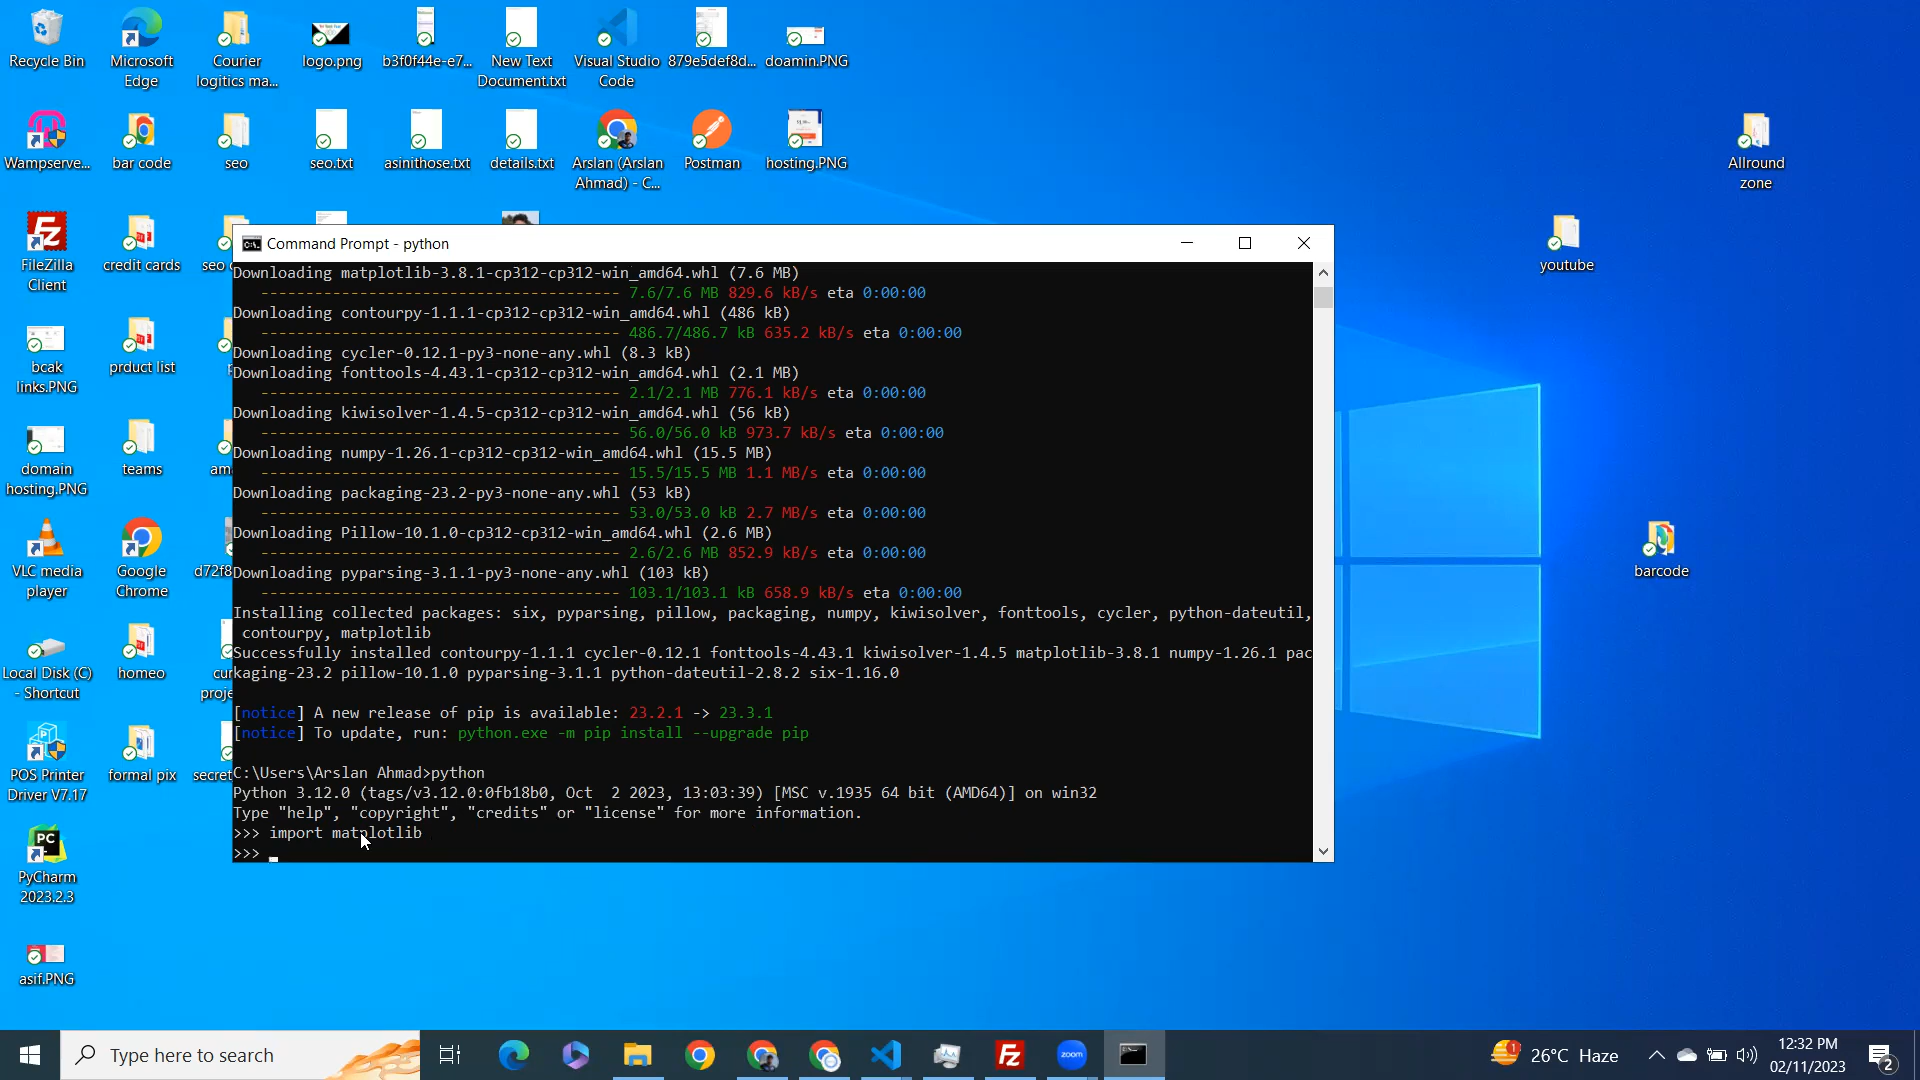 Recycle Bin
Microsoft
Edge
Courier
logitics ma...
logo.png
b3f0f44e-e7...
New Text
Document.txt
Visual Studio
Code
879e5def8d...
doamin.PNG
Wampserve...
bar code
seo
seo.txt
asinithose.txt
details.txt
Arslan (Arslan
Ahmad) - C...
Postman
hosting.PNG
Allround
zone
FileZilla
Client
credit cards
seo
youtube
bcak
links.PNG
prduct list
domain
hosting.PNG
teams
am
VLC media
player
Google
Chrome
d72f8
barcode
Local Disk (C)
- Shortcut
homeo
cur
proje
POS Printer
Driver V7.17
formal pix
secret
PC
PyCharm
2023.2.3
asif.PNG
Command Prompt - python
Downloading matplotlib-3.8.1-cp312-cp312-win_amd64.whl (7.6 MB)
---------------------------------------- 7.6/7.6 MB 829.6 kB/s eta 0:00:00
Downloading contourpy-1.1.1-cp312-cp312-win_amd64.whl (486 kB)
---------------------------------------- 486.7/486.7 kB 635.2 kB/s eta 0:00:00
Downloading cycler-0.12.1-py3-none-any.whl (8.3 kB)
Downloading fonttools-4.43.1-cp312-cp312-win_amd64.whl (2.1 MB)
---------------------------------------- 2.1/2.1 MB 776.1 kB/s eta 0:00:00
Downloading kiwisolver-1.4.5-cp312-cp312-win_amd64.whl (56 kB)
---------------------------------------- 56.0/56.0 kB 973.7 kB/s eta 0:00:00
Downloading numpy-1.26.1-cp312-cp312-win_amd64.whl (15.5 MB)
---------------------------------------- 15.5/15.5 MB 1.1 MB/s eta 0:00:00
Downloading packaging-23.2-py3-none-any.whl (53 kB)
---------------------------------------- 53.0/53.0 kB 2.7 MB/s eta 0:00:00
Downloading Pillow-10.1.0-cp312-cp312-win_amd64.whl (2.6 MB)
---------------------------------------- 2.6/2.6 MB 852.9 kB/s eta 0:00:00
Downloading pyparsing-3.1.1-py3-none-any.whl (103 kB)
---------------------------------------- 103.1/103.1 kB 658.9 kB/s eta 0:00:00
Installing collected packages: six, pyparsing, pillow, packaging, numpy, kiwisolver, fonttools, cycler, python-dateutil,
contourpy, matplotlib
Successfully installed contourpy-1.1.1 cycler-0.12.1 fonttools-4.43.1 kiwisolver-1.4.5 matplotlib-3.8.1 numpy-1.26.1 pac
kaging-23.2 pillow-10.1.0 pyparsing-3.1.1 python-dateutil-2.8.2 six-1.16.0
[notice] A new release of pip is available: 23.2.1 -> 23.3.1
[notice] To update, run: python.exe -m pip install --upgrade pip
C:\Users\Arslan Ahmad>python
Python 3.12.0 (tags/v3.12.0:0fb18b0, Oct  2 2023, 13:03:39) [MSC v.1935 64 bit (AMD64)] on win32
Type "help", "copyright", "credits" or "license" for more information.
>>> import matplotlib
>>> _
Type here to search
zoom
1
26°C Haze
12:32 PM
02/11/2023
2